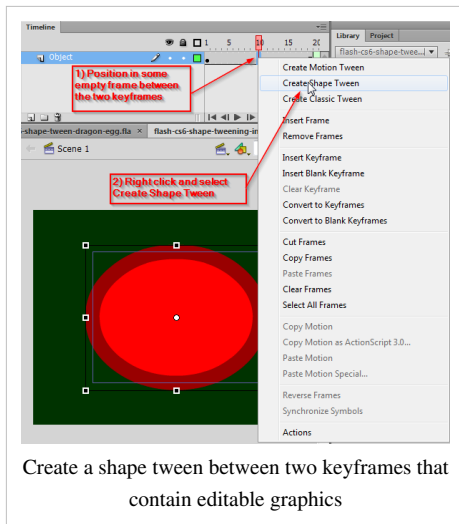 Timeline
1 5 10 15 2
Library Project
Object
flash-cs6-shape-twee...
1) Position in some
empty frame between
the two keyframes
Create Motion Tween
Create Shape Tween
Create Classic Tween
Insert Frame
Remove Frames
-shape-tween-dragon-egg.fla × flash-cs6-shape-tweening-in
Scene 1
Insert Keyframe
Insert Blank Keyframe
Clear Keyframe
Convert to Keyframes
Convert to Blank Keyframes
2) Right click and select
Create Shape Tween
Cut Frames
Copy Frames
Paste Frames
Clear Frames
Select All Frames
Copy Motion
Copy Motion as ActionScript 3.0...
Paste Motion
Paste Motion Special...
Reverse Frames
Synchronize Symbols
Actions
Create a shape tween between two keyframes that
contain editable graphics